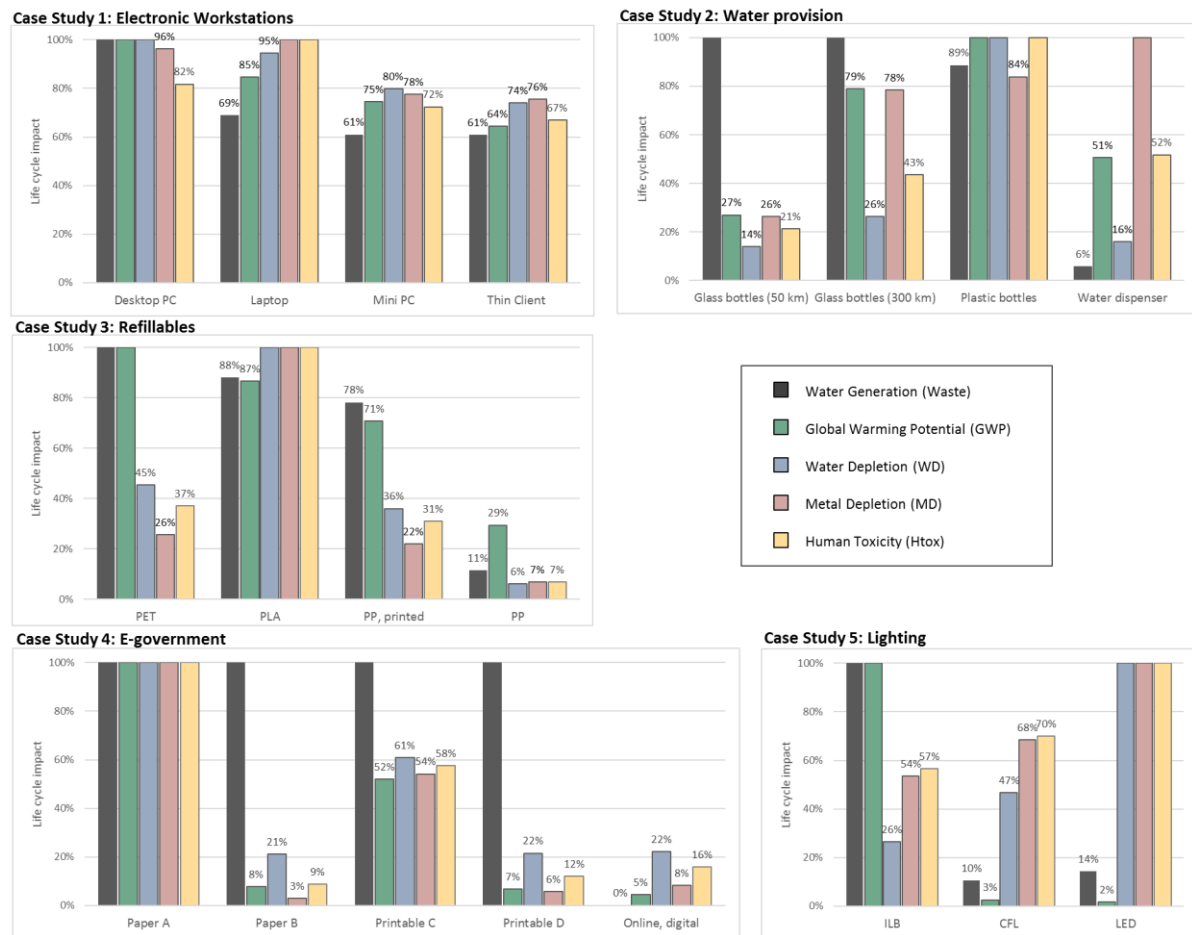 Case Study 1: Electronic Workstations
100%
80%
60%
40%
20%
0%
Life cycle impact
96%
82%
69%
85%
95%
61%
75%
80%
78%
72%
61%
64%
74%
76%
67%
Desktop PC
Laptop
Mini PC
Thin Client
Case Study 2: Water provision
100%
80%
60%
40%
20%
0%
Life cycle impact
27%
14%
26%
21%
79%
26%
78%
43%
89%
84%
6%
51%
16%
52%
Glass bottles (50 km)
Glass bottles (300 km)
Plastic bottles
Water dispenser
Case Study 3: Refillables
100%
80%
60%
40%
20%
0%
Life cycle impact
45%
26%
37%
88%
87%
78%
71%
36%
22%
31%
11%
29%
6%
7%
7%
PET
PLA
PP, printed
PP
Water Generation (Waste)
Global Warming Potential (GWP)
Water Depletion (WD)
Metal Depletion (MD)
Human Toxicity (Htox)
Case Study 4: E-government
100%
80%
60%
40%
20%
0%
Life cycle impact
8%
21%
3%
9%
52%
61%
54%
58%
7%
22%
6%
12%
0%
5%
22%
8%
16%
Paper A
Paper B
Printable C
Printable D
Online, digital
Case Study 5: Lighting
100%
80%
60%
40%
20%
0%
Life cycle impact
26%
54%
57%
10%
3%
47%
68%
70%
14%
2%
ILB
CFL
LED